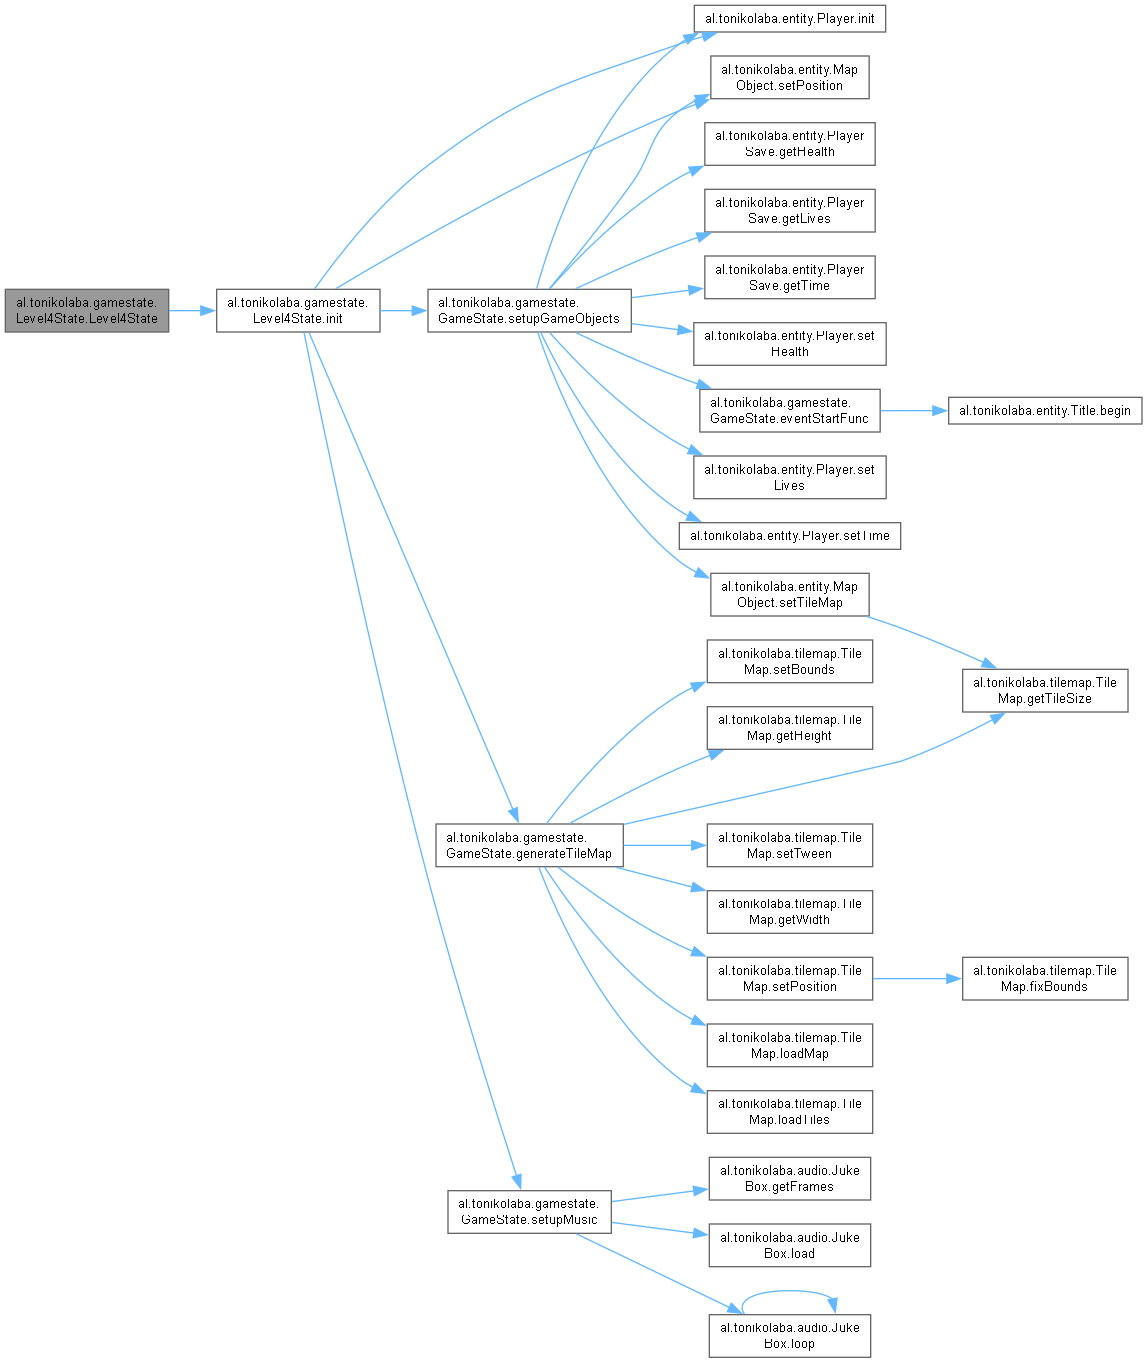 al.tonikolaba.gamestate.
Level4State.Level4State
al.tonikolaba.gamestate.
Level4State.init
al.tonikolaba.gamestate.
GameState.setupGameObjects
al.tonikolaba.entity.Player.init
al.tonikolaba.entity.Map
Object.setPosition
al.tonikolaba.entity.Player
Save.getHealth
al.tonikolaba.entity.Player
Save.getLives
al.tonikolaba.entity.Player
Save.getTime
al.tonikolaba.entity.Player.set
Health
al.tonikolaba.gamestate.
GameState.eventStartFunc
al.tonikolaba.entity.Title.begin
al.tonikolaba.entity.Player.set
Lives
al.tonikolaba.entity.Player.setTime
al.tonikolaba.entity.Map
Object.setTileMap
al.tonikolaba.tilemap.Tile
Map.getTileSize
al.tonikolaba.gamestate.
GameState.generateTileMap
al.tonikolaba.tilemap.Tile
Map.setBounds
al.tonikolaba.tilemap.Tile
Map.getHeight
al.tonikolaba.tilemap.Tile
Map.setTween
al.tonikolaba.tilemap.Tile
Map.getWidth
al.tonikolaba.tilemap.Tile
Map.setPosition
al.tonikolaba.tilemap.Tile
Map.fixBounds
al.tonikolaba.tilemap.Tile
Map.loadMap
al.tonikolaba.tilemap.Tile
Map.loadTiles
al.tonikolaba.gamestate.
GameState.setupMusic
al.tonikolaba.audio.Juke
Box.getFrames
al.tonikolaba.audio.Juke
Box.load
al.tonikolaba.audio.Juke
Box.loop